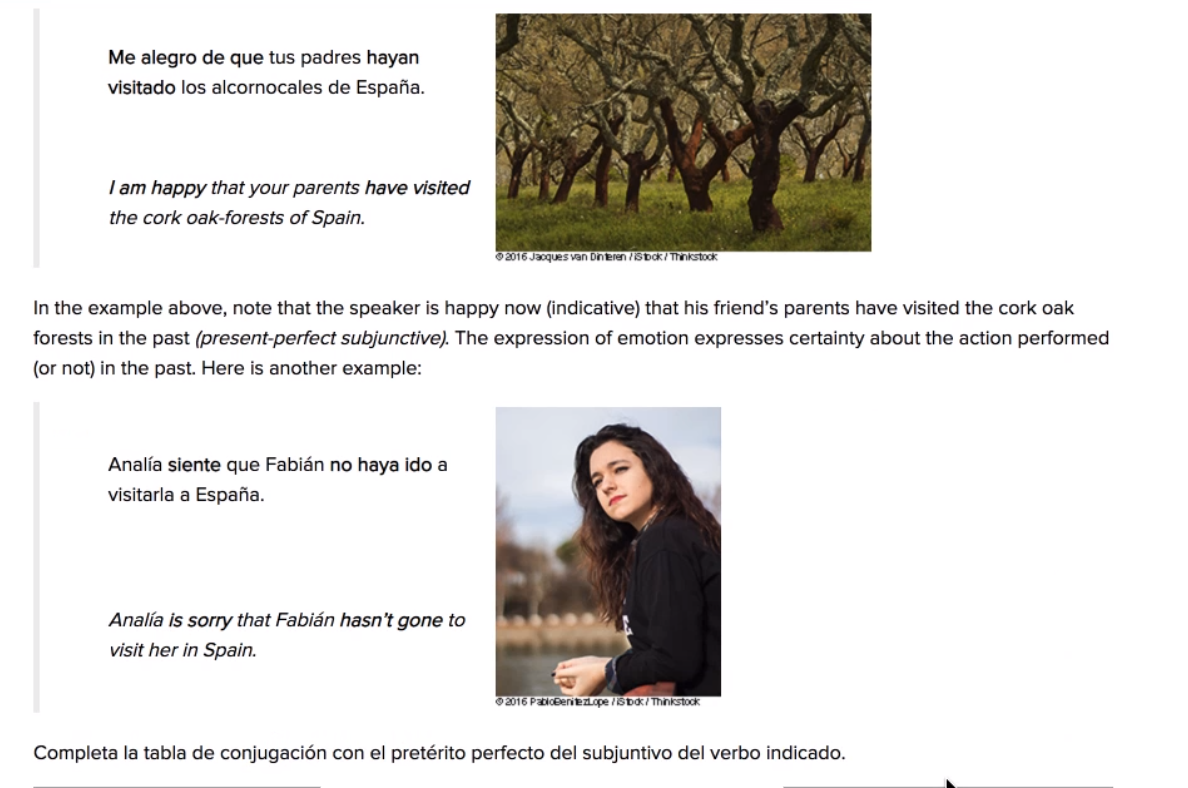 Me alegro de que tus padres hayan
visitado los alcornocales de España.
I am happy that your parents have visited
the cork oak-forests of Spain.
© 2016 Jacques van Dinteren / iStock / Thinkstock
In the example above, note that the speaker is happy now (indicative) that his friend's parents have visited the cork oak
forests in the past (present-perfect subjunctive). The expression of emotion expresses certainty about the action performed
(or not) in the past. Here is another example:
Analía siente que Fabián no haya ido a
visitarla a España.
Analía is sorry that Fabián hasn't gone to
visit her in Spain.
© 2016 PabloBenitezLope / iStock / Thinkstock
Completa la tabla de conjugación con el pretérito perfecto del subjuntivo del verbo indicado.